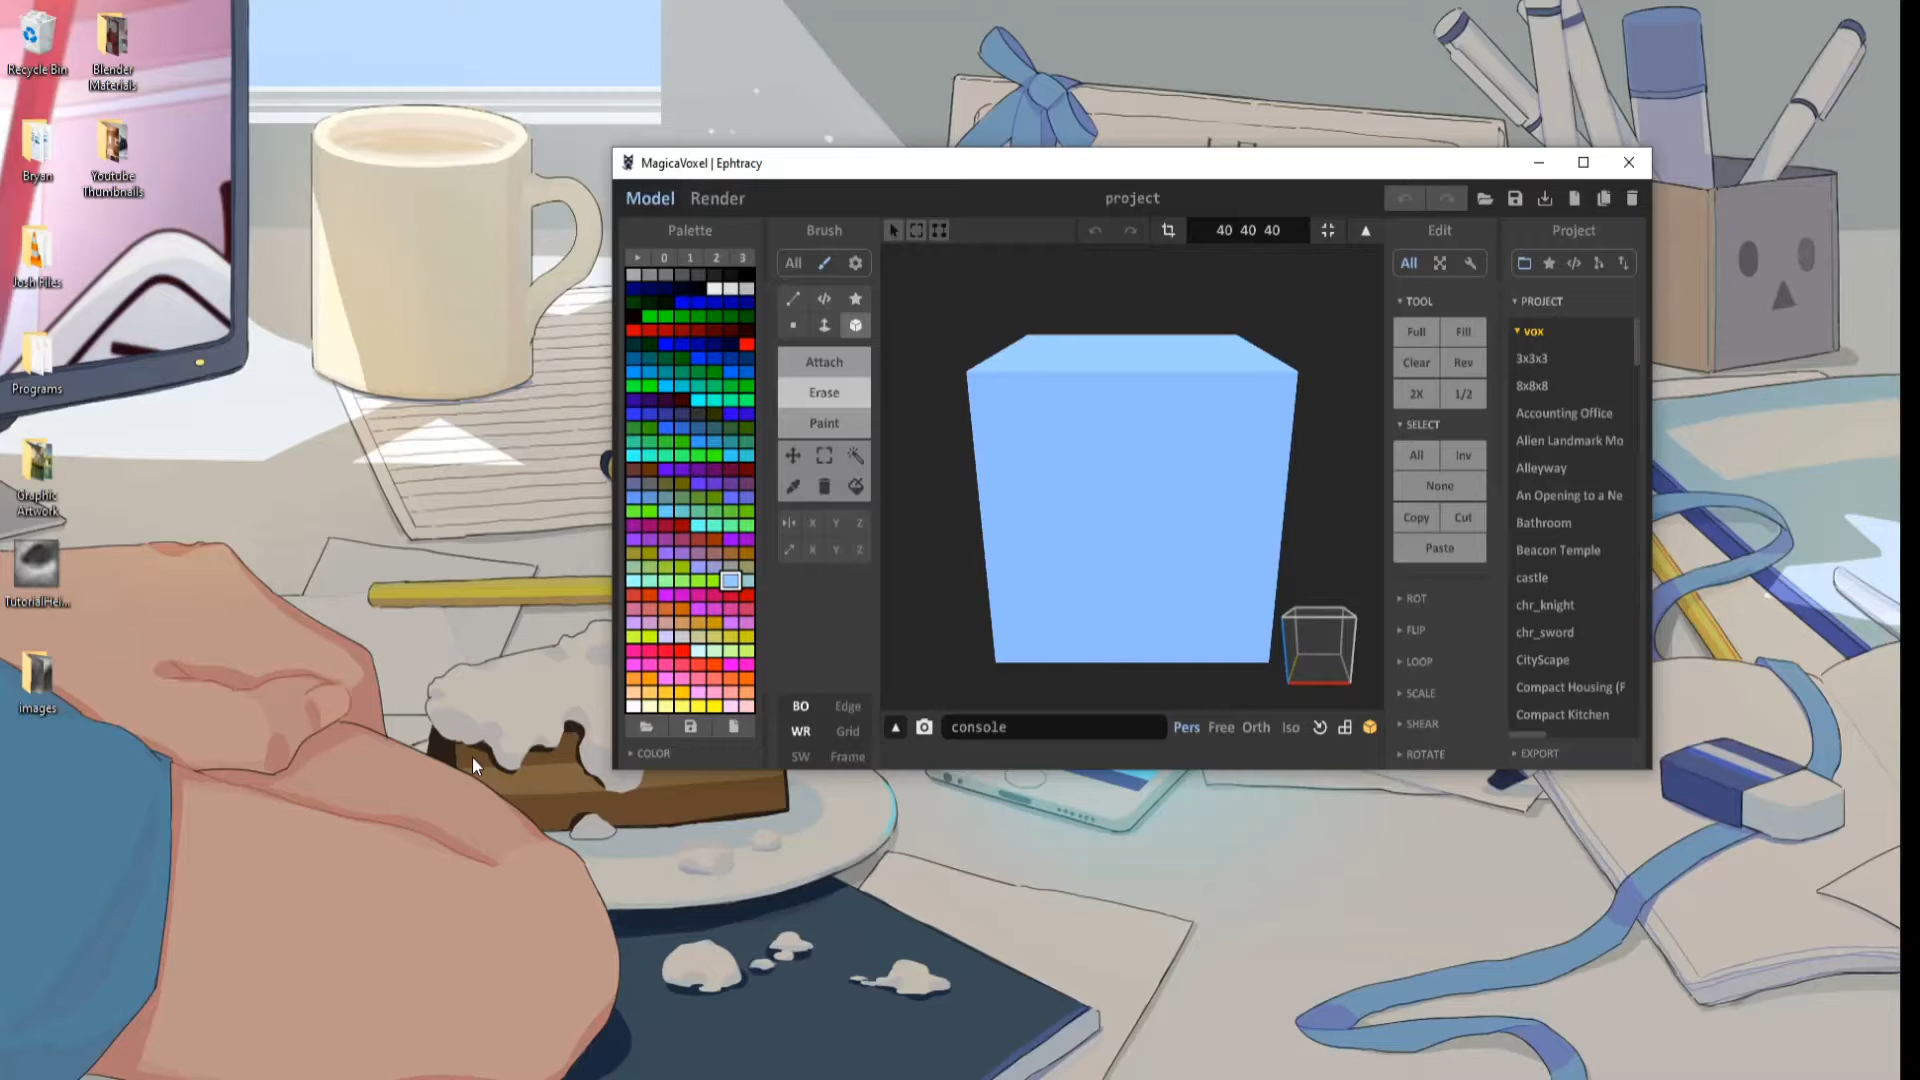 Recycle Bin
Blender
Materials
Bryan
Youtube
Thumbnails
Josh Files
Programs
Graphic
Artwork
TutorialHei...
images
MagicaVoxel | Ephtracy
Model Render
project
Palette
0 1 2 3
COLOR
Brush
All
Attach
Erase
Paint
X Y Z
X Y Z
BO Edge
WR Grid
SW Frame
40 40 40
console
Pers Free Orth Iso
Edit
All
TOOL
Full Fill
Clear Rev
2X 1/2
SELECT
All Inv
None
Copy Cut
Paste
ROT
FLIP
LOOP
SCALE
SHEAR
ROTATE
Project
PROJECT
vox
3x3x3
8x8x8
Accounting Office
Alien Landmark Mo
Alleyway
An Opening to a Ne
Bathroom
Beacon Temple
castle
chr_knight
chr_sword
CityScape
Compact Housing (F
Compact Kitchen
EXPORT